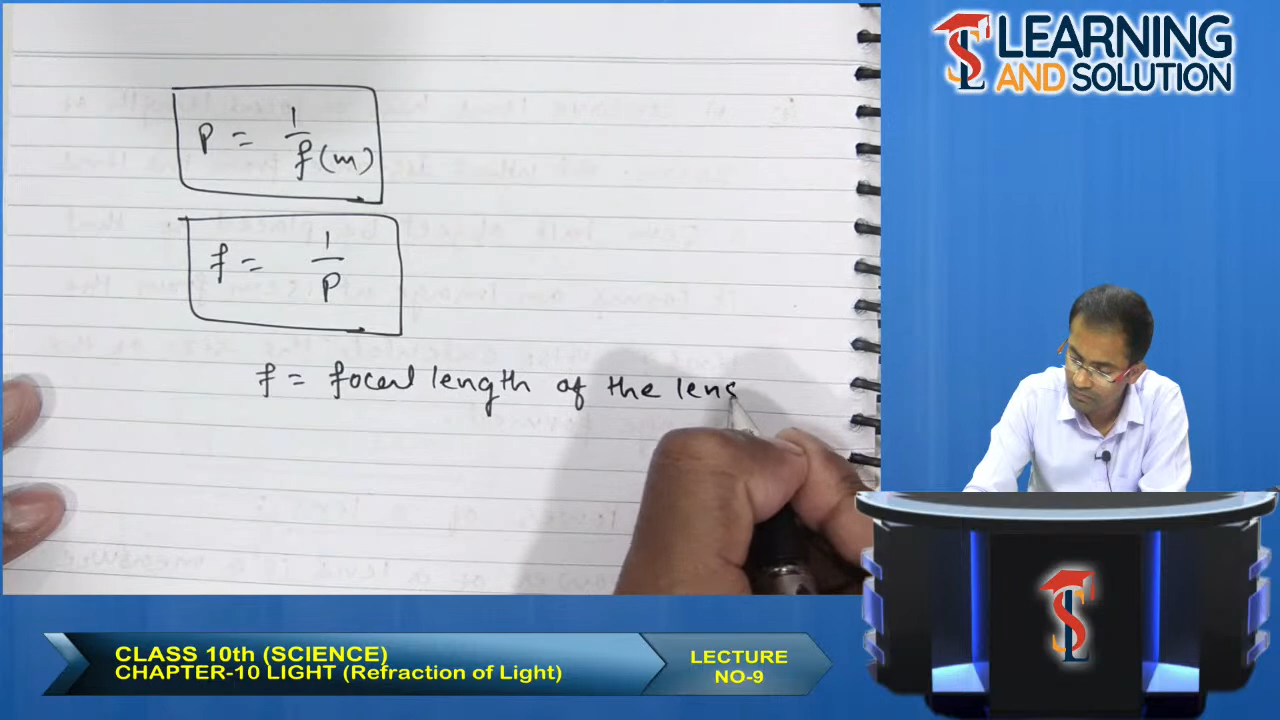 P = 1/f(m)
f = 1/P
f = focal length of the lens
LEARNING
AND SOLUTION
CLASS 10th (SCIENCE)
CHAPTER-10 LIGHT (Refraction of Light)
LECTURE
NO-9